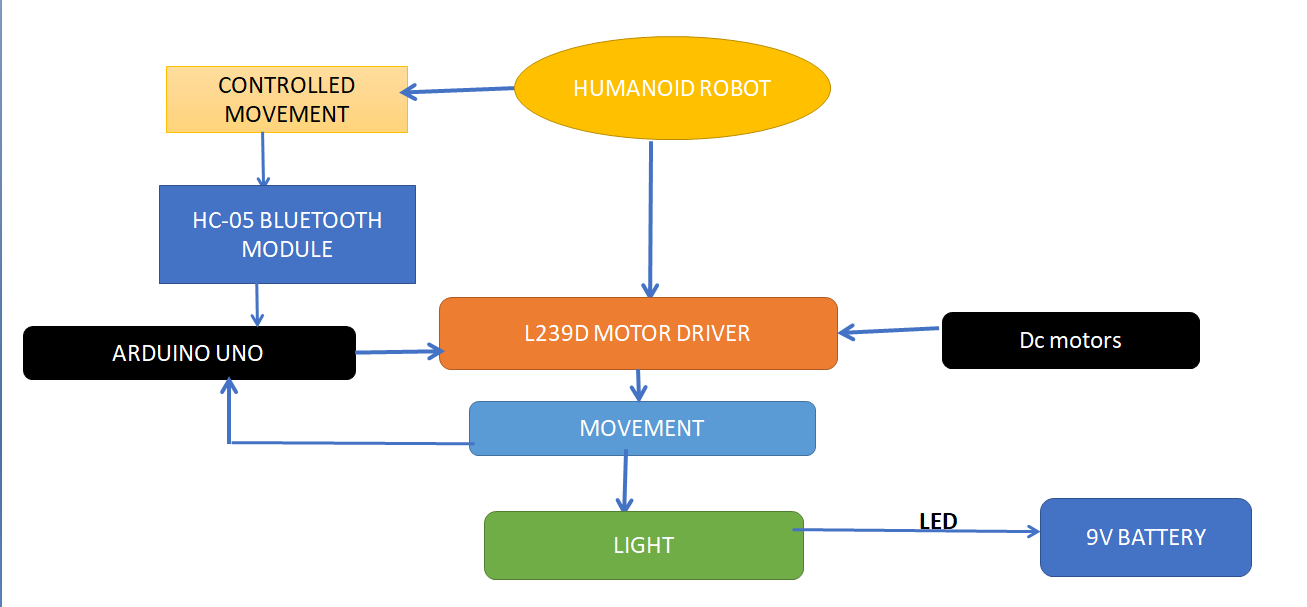 HUMANOID ROBOT
CONTROLLED
MOVEMENT
HC-05 BLUETOOTH
MODULE
ARDUINO UNO
L239D MOTOR DRIVER
Dc motors
MOVEMENT
LIGHT
LED
9V BATTERY